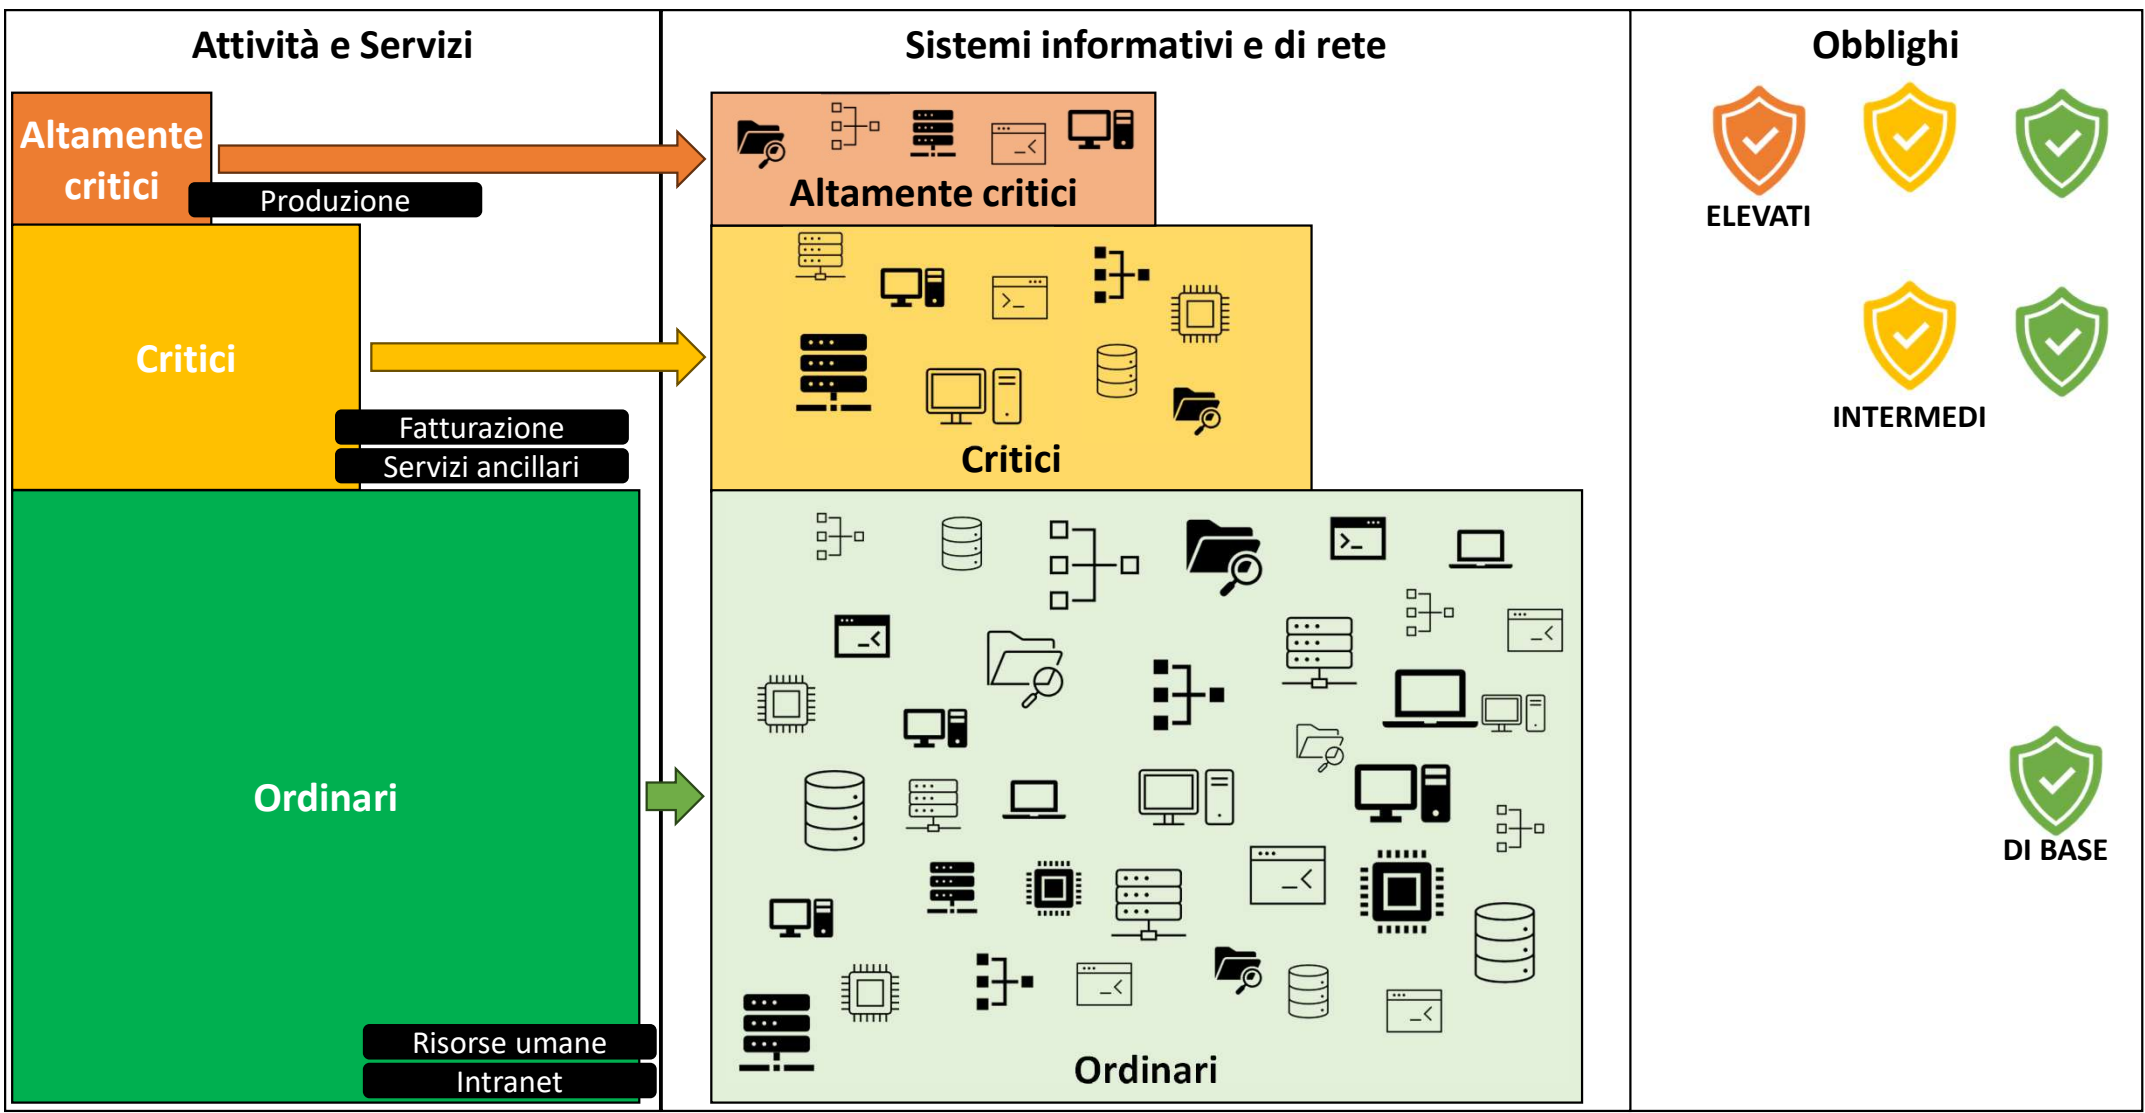 Attività e Servizi
Sistemi informativi e di rete
Obblighi
Altamente
critici
Produzione
Altamente critici
ELEVATI
Critici
Fatturazione
Servizi ancillari
Critici
INTERMEDI
Ordinari
Risorse umane
Intranet
Ordinari
DI BASE